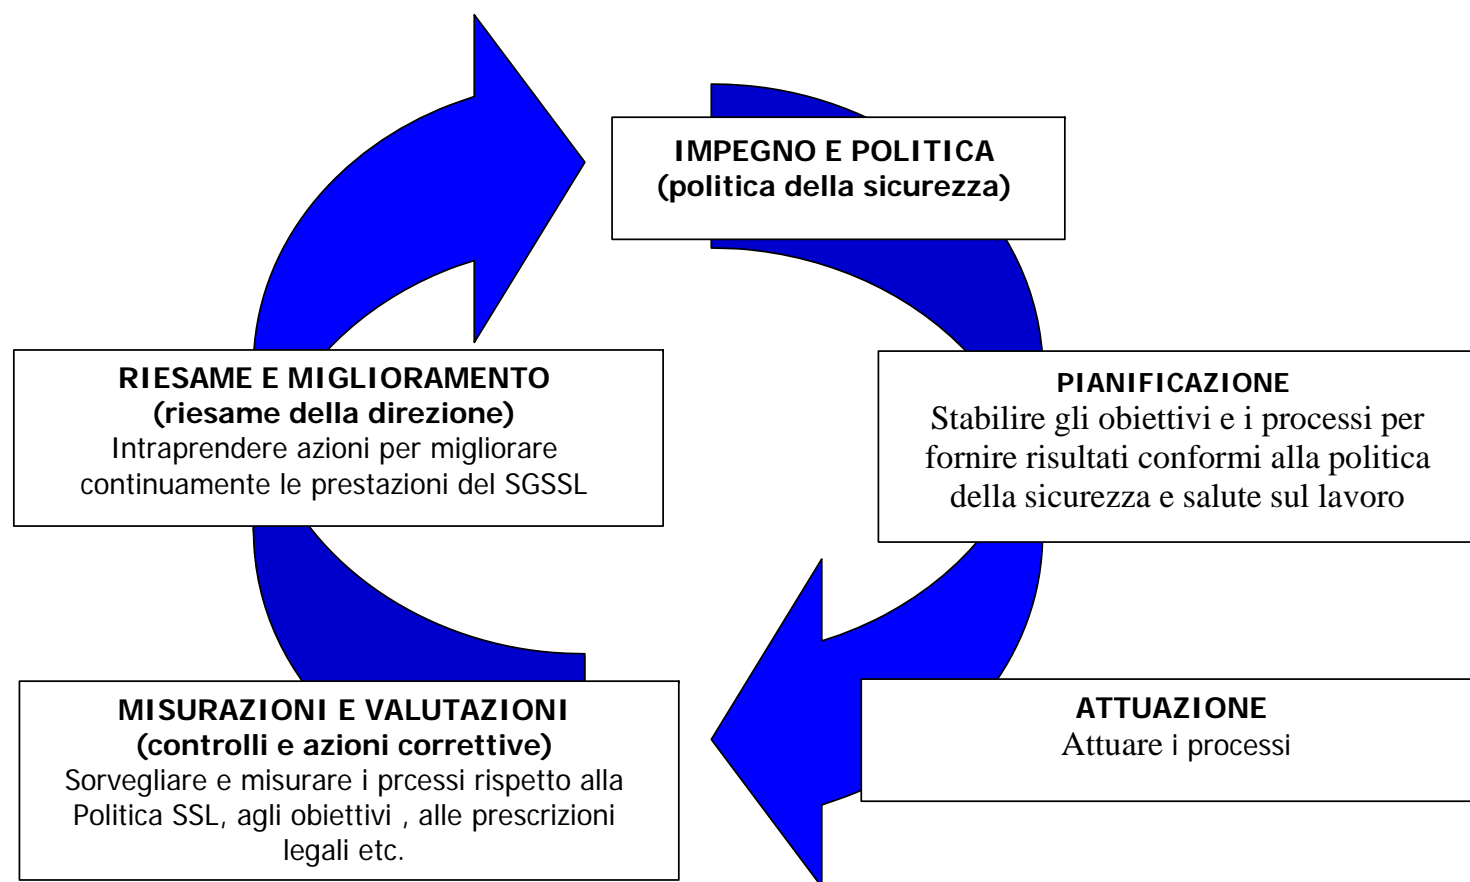 IMPEGNO E POLITICA
(politica della sicurezza)
PIANIFICAZIONE
Stabilire gli obiettivi e i processi per
fornire risultati conformi alla politica
della sicurezza e salute sul lavoro
ATTUAZIONE
Attuare i processi
MISURAZIONI E VALUTAZIONI
(controlli e azioni correttive)
Sorvegliare e misurare i prcessi rispetto alla
Politica SSL, agli obiettivi , alle prescrizioni
legali etc.
RIESAME E MIGLIORAMENTO
(riesame della direzione)
Intraprendere azioni per migliorare
continuamente le prestazioni del SGSSL